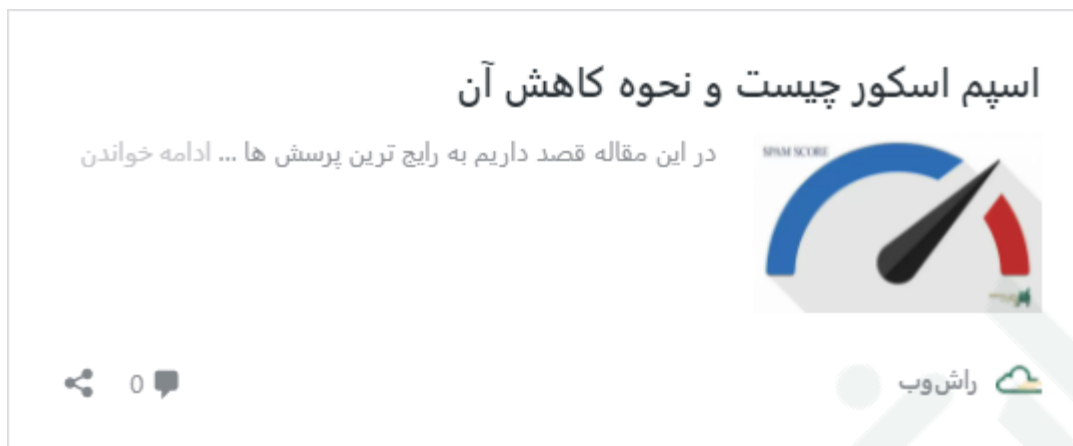 اسپم اسکور چیست و نحوه کاهش آن
در این مقاله قصد داریم به رایج ترین پرسش ها ... ادامه خواندن
SPAM SCORE
راش‌وب
0